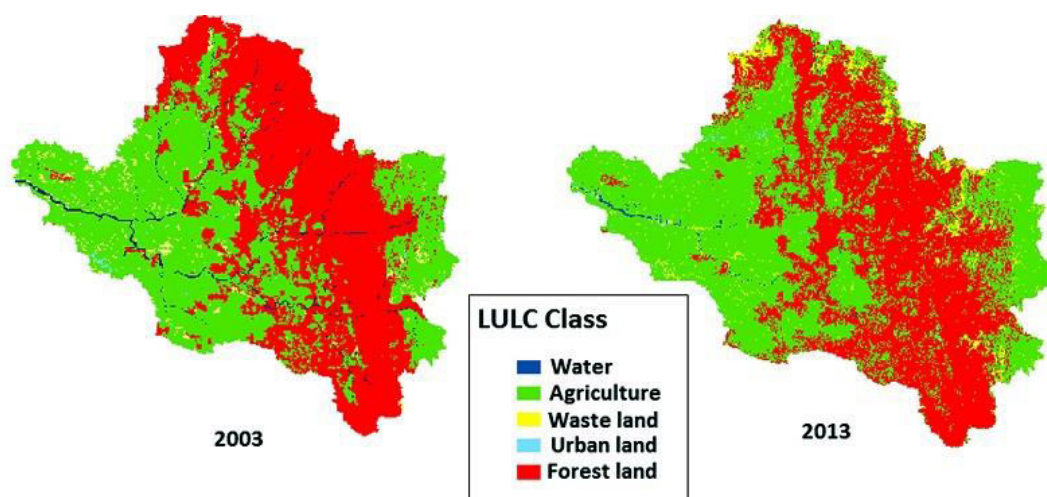 2003
LULC Class
Water
Agriculture
Waste land
Urban land
Forest land
2013